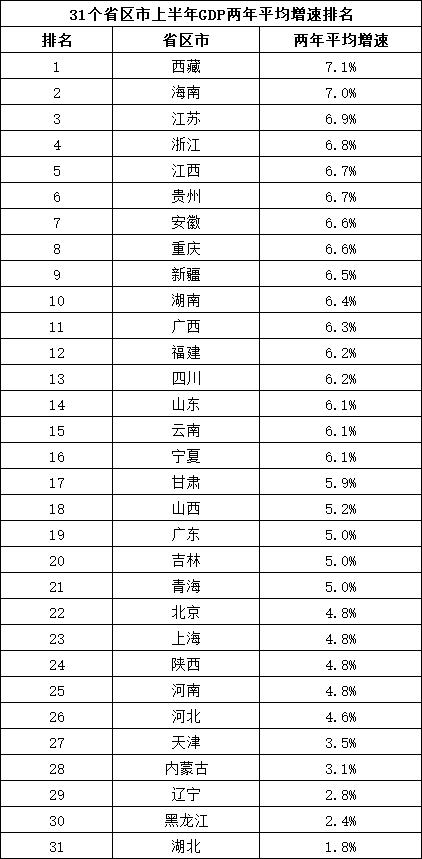 31个省区市上半年GDP两年平均增速排名
排名 省区市 两年平均增速
1 西藏 7.1%
2 海南 7.0%
3 江苏 6.9%
4 浙江 6.8%
5 江西 6.7%
6 贵州 6.7%
7 安徽 6.6%
8 重庆 6.6%
9 新疆 6.5%
10 湖南 6.4%
11 广西 6.3%
12 福建 6.2%
13 四川 6.2%
14 山东 6.1%
15 云南 6.1%
16 宁夏 6.1%
17 甘肃 5.9%
18 山西 5.2%
19 广东 5.0%
20 吉林 5.0%
21 青海 5.0%
22 北京 4.8%
23 上海 4.8%
24 陕西 4.8%
25 河南 4.8%
26 河北 4.6%
27 天津 3.5%
28 内蒙古 3.1%
29 辽宁 2.8%
30 黑龙江 2.4%
31 湖北 1.8%